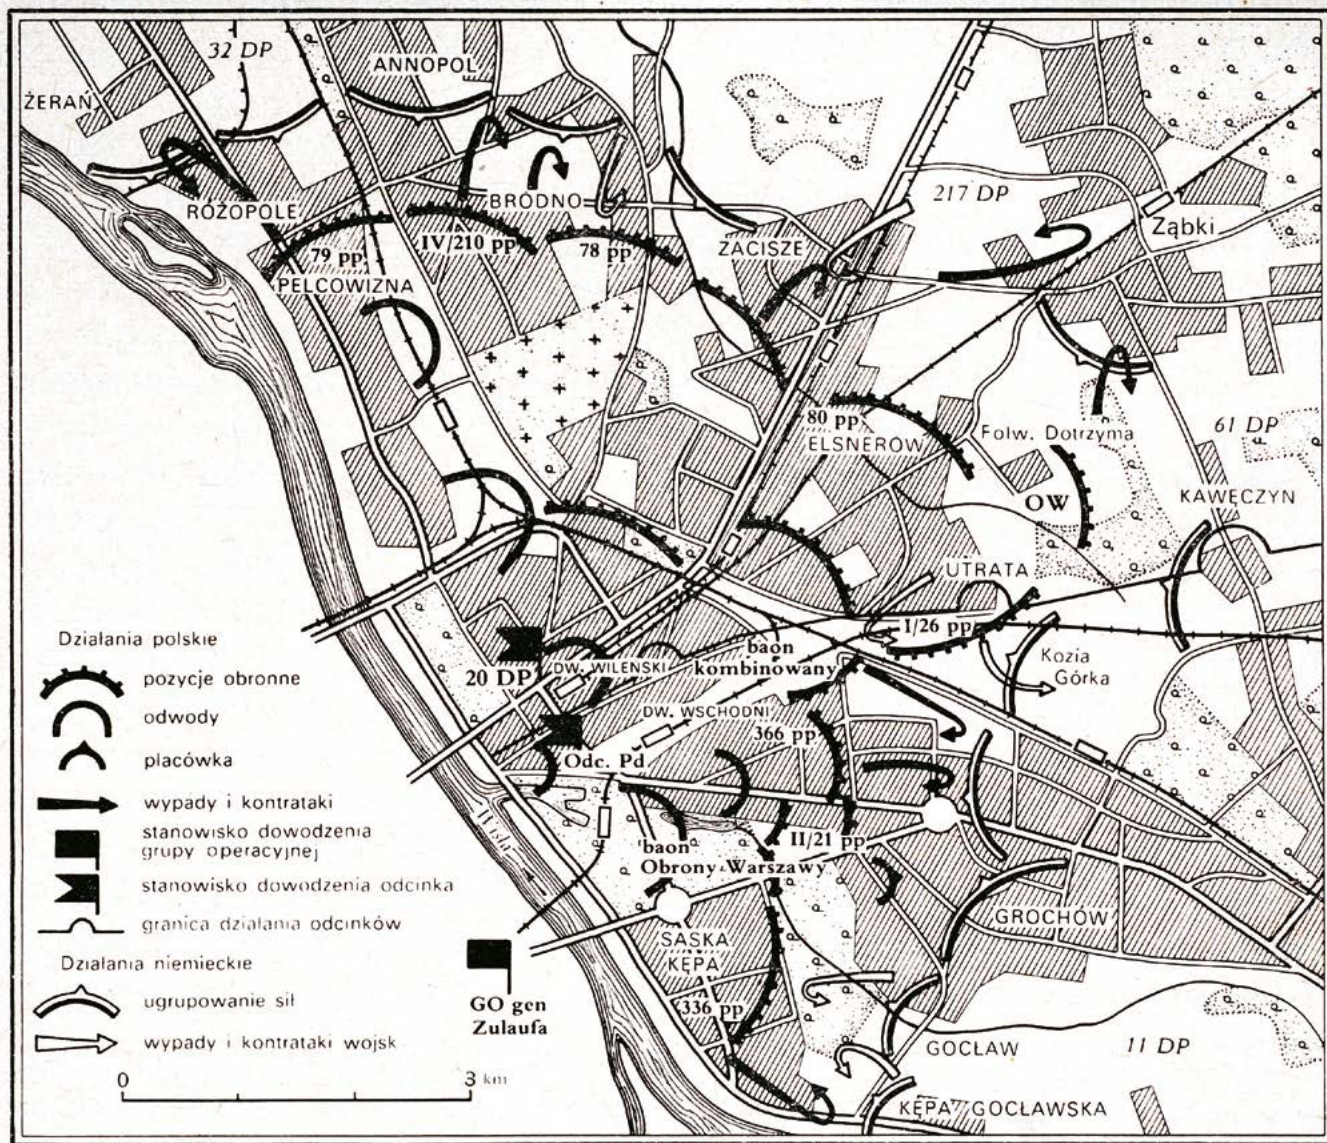 32 DP
ANNOPOL
ŻERAŃ
RÓŻOPOLE
BRÓDNO
217 DP
Ząbki
79 pp
IV/210 pp
78 pp
ZACISZE
PELCOWIZNA
80 pp
ELSNERÓW
Folw. Dotrzyma
61 DP
KAWĘCZYN
OW
UTRATA
I/26 pp
baon
kombinowany
Kozia
Górka
20 DP
DW. WILEŃSKI
DW. WSCHODNI
366 pp
Odc. Pd
Wisła
II/21 pp
baon
Obrony Warszawy
GROCHÓW
SASKA
KĘPA
336 pp
GO gen
Zulaufa
GOCŁAW
11 DP
KĘPA GOCŁAWSKA
Działania polskie
pozycje obronne
odwody
placówka
wypady i kontrataki
stanowisko dowodzenia
grupy operacyjnej
stanowisko dowodzenia odcinka
granica działania odcinków
Działania niemieckie
ugrupowanie sił
wypady i kontrataki wojsk
0 3 km